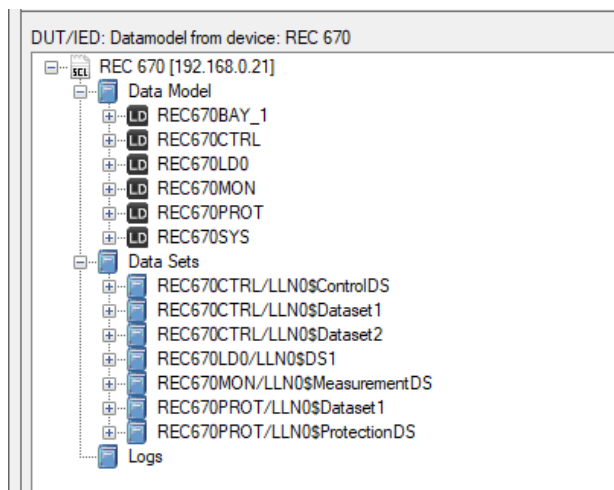 DUT/IED: Datamodel from device: REC 670
SCL REC 670 [192.168.0.21]
Data Model
LD REC670BAY_1
LD REC670CTRL
LD REC670LD0
LD REC670MON
LD REC670PROT
LD REC670SYS
Data Sets
REC670CTRL/LLN0$ControlDS
REC670CTRL/LLN0$Dataset1
REC670CTRL/LLN0$Dataset2
REC670LD0/LLN0$DS1
REC670MON/LLN0$MeasurementDS
REC670PROT/LLN0$Dataset1
REC670PROT/LLN0$ProtectionDS
Logs